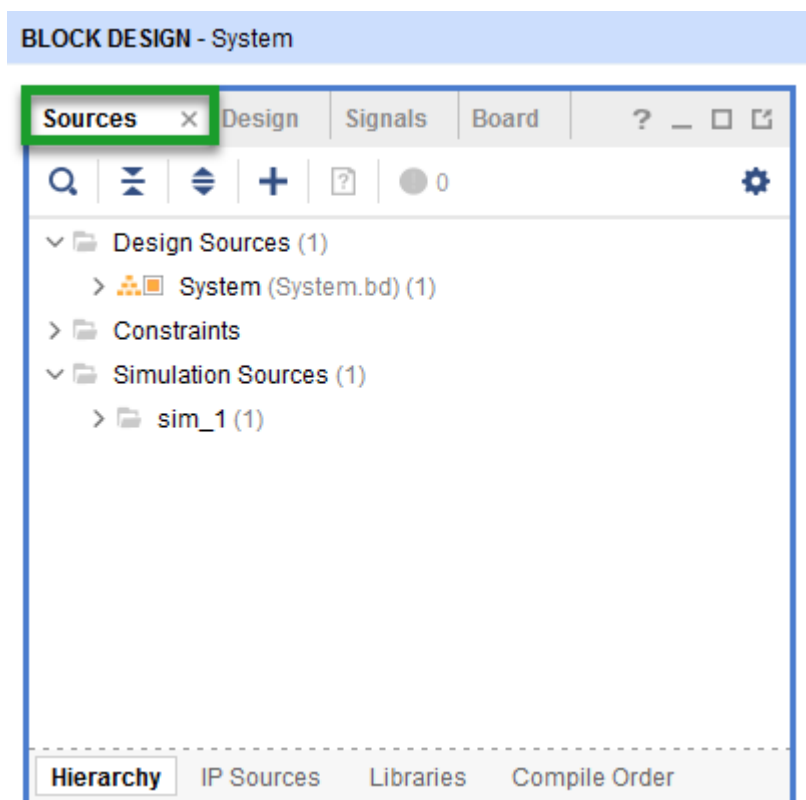 BLOCK DESIGN - System
Sources × Design Signals Board ?
? 0
Design Sources (1)
System (System.bd) (1)
Constraints
Simulation Sources (1)
sim_1 (1)
Hierarchy IP Sources Libraries Compile Order